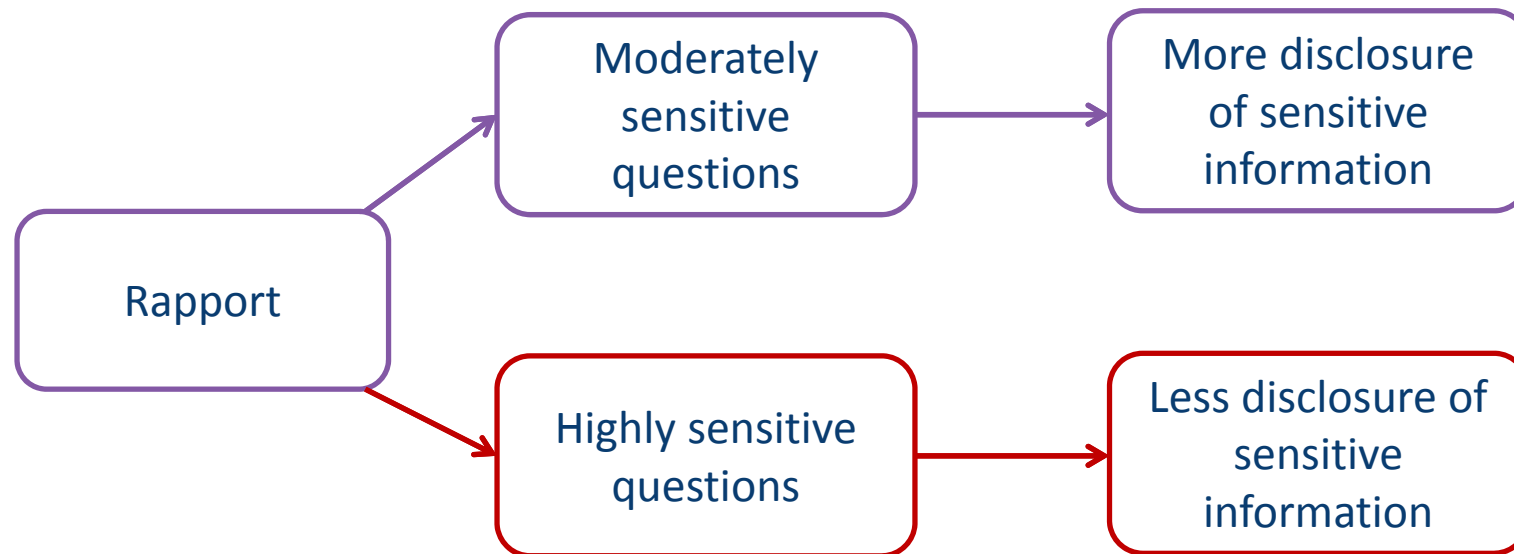 Moderately
sensitive
questions
More disclosure
of sensitive
information
Rapport
Highly sensitive
questions
Less disclosure of
sensitive
information